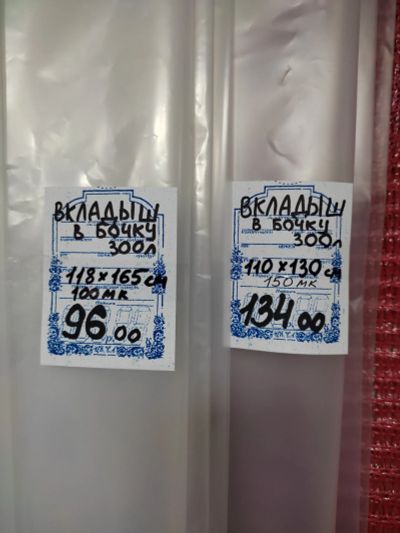 ВКЛАДЫШ
В БОЧКУ
300Л
118×165 см
100 МК
96 00
ВКЛАДЫШ
В БОЧКУ
300Л
110×130 см
150 МК
134 00